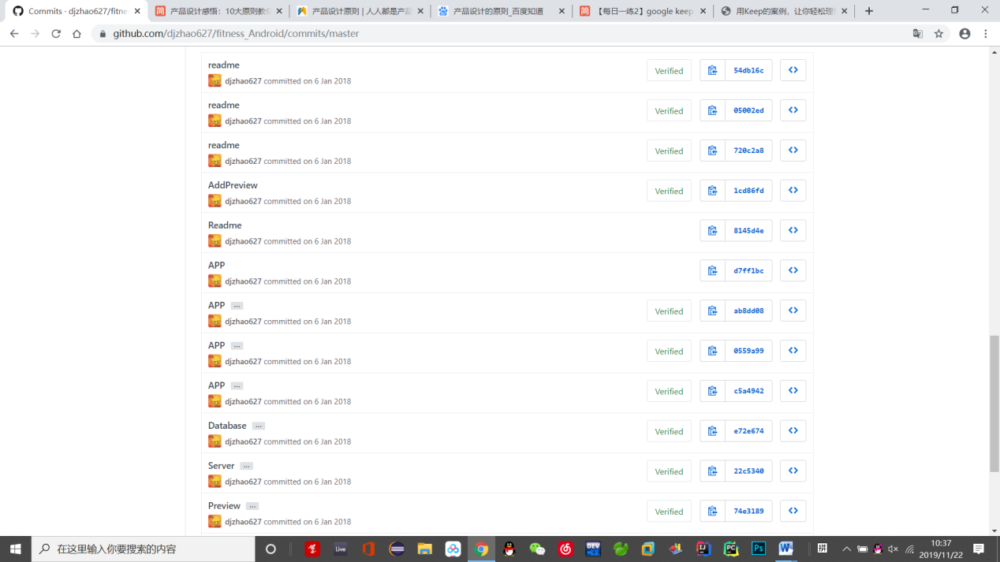 Commits · djzhao627/fitne
产品设计感悟：10大原则教
产品设计原则 | 人人都是产品
产品设计的原则_百度知道
【每日一练2】google keep
用Keep的案例，让你轻松理
github.com/djzhao627/fitness_Android/commits/master
readme
djzhao627 committed on 6 Jan 2018
Verified
54db16c
readme
djzhao627 committed on 6 Jan 2018
Verified
05002ed
readme
djzhao627 committed on 6 Jan 2018
Verified
720c2a8
AddPreview
djzhao627 committed on 6 Jan 2018
Verified
1cd86fd
Readme
djzhao627 committed on 6 Jan 2018
8145d4e
APP
djzhao627 committed on 6 Jan 2018
d7ff1bc
APP ...
djzhao627 committed on 6 Jan 2018
Verified
ab8dd08
APP ...
djzhao627 committed on 6 Jan 2018
Verified
0559a99
APP ...
djzhao627 committed on 6 Jan 2018
Verified
c5a4942
Database ...
djzhao627 committed on 6 Jan 2018
Verified
e72e674
Server ...
djzhao627 committed on 6 Jan 2018
Verified
22c5340
Preview ...
djzhao627 committed on 6 Jan 2018
Verified
74e3189
在这里输入你要搜索的内容
Live
DEV
IJ
PC
Ps
W
拼
10:37
2019/11/22